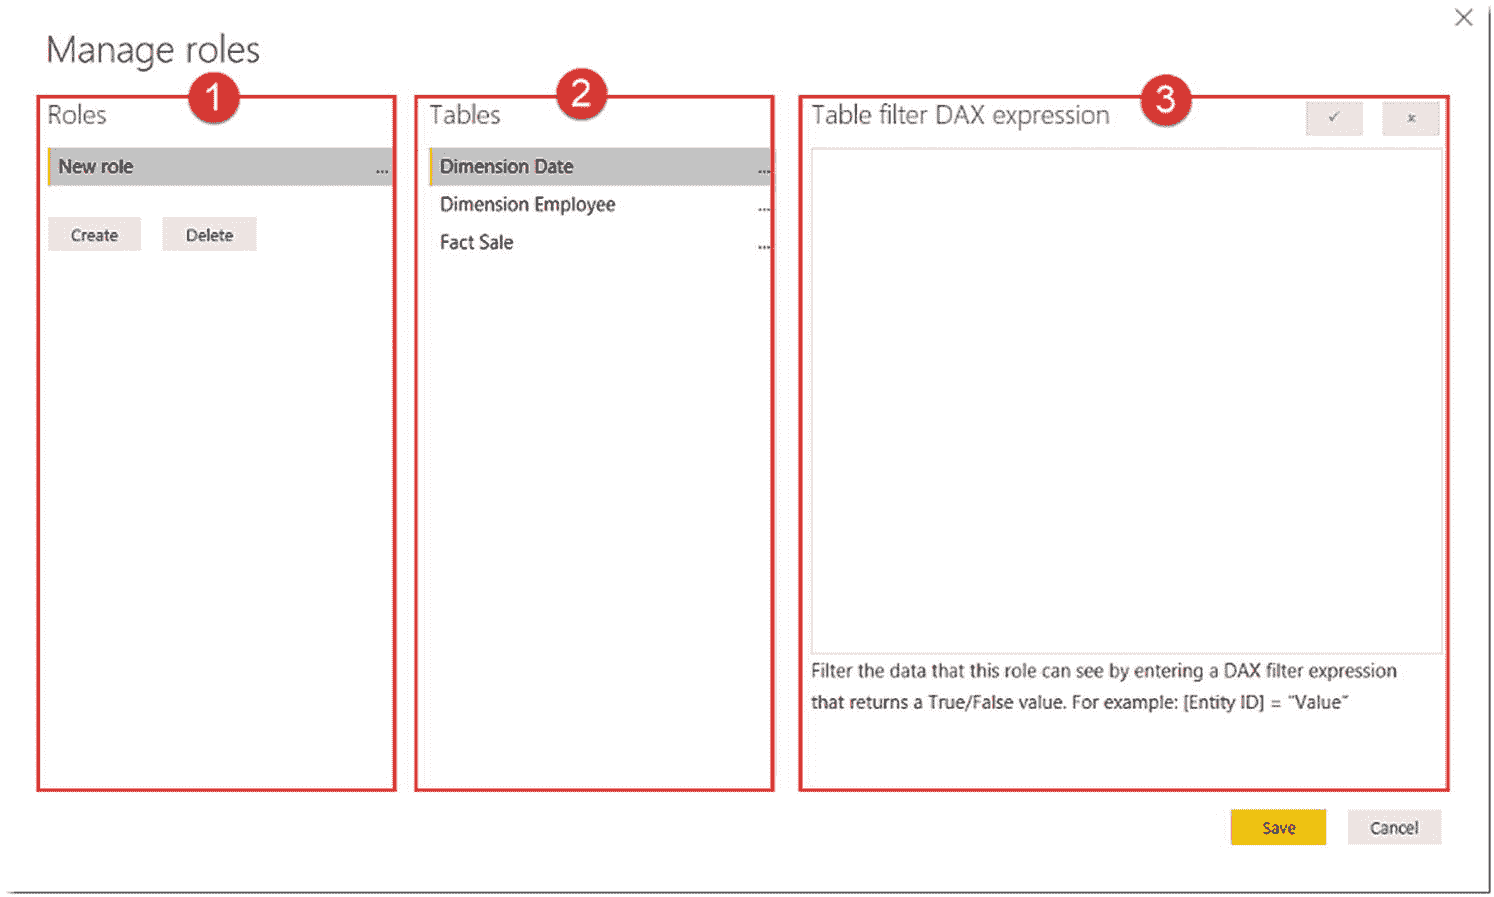 Manage roles
1
Roles
New role ...
Create Delete
2
Tables
Dimension Date ...
Dimension Employee ...
Fact Sale ...
3
Table filter DAX expression
Filter the data that this role can see by entering a DAX filter expression
that returns a True/False value. For example: [Entity ID] = “Value”
Save Cancel